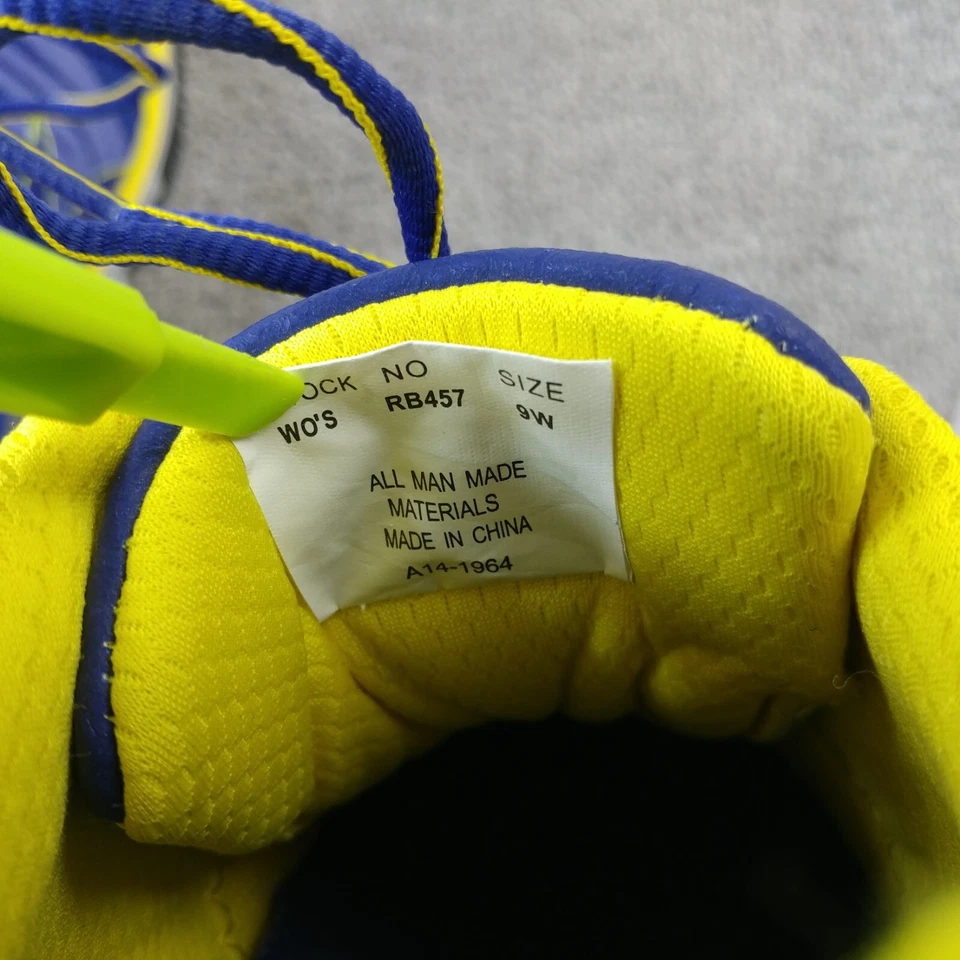 OCK NO SIZE
WO'S RB457 9W
ALL MAN MADE
MATERIALS
MADE IN CHINA
A14-1964